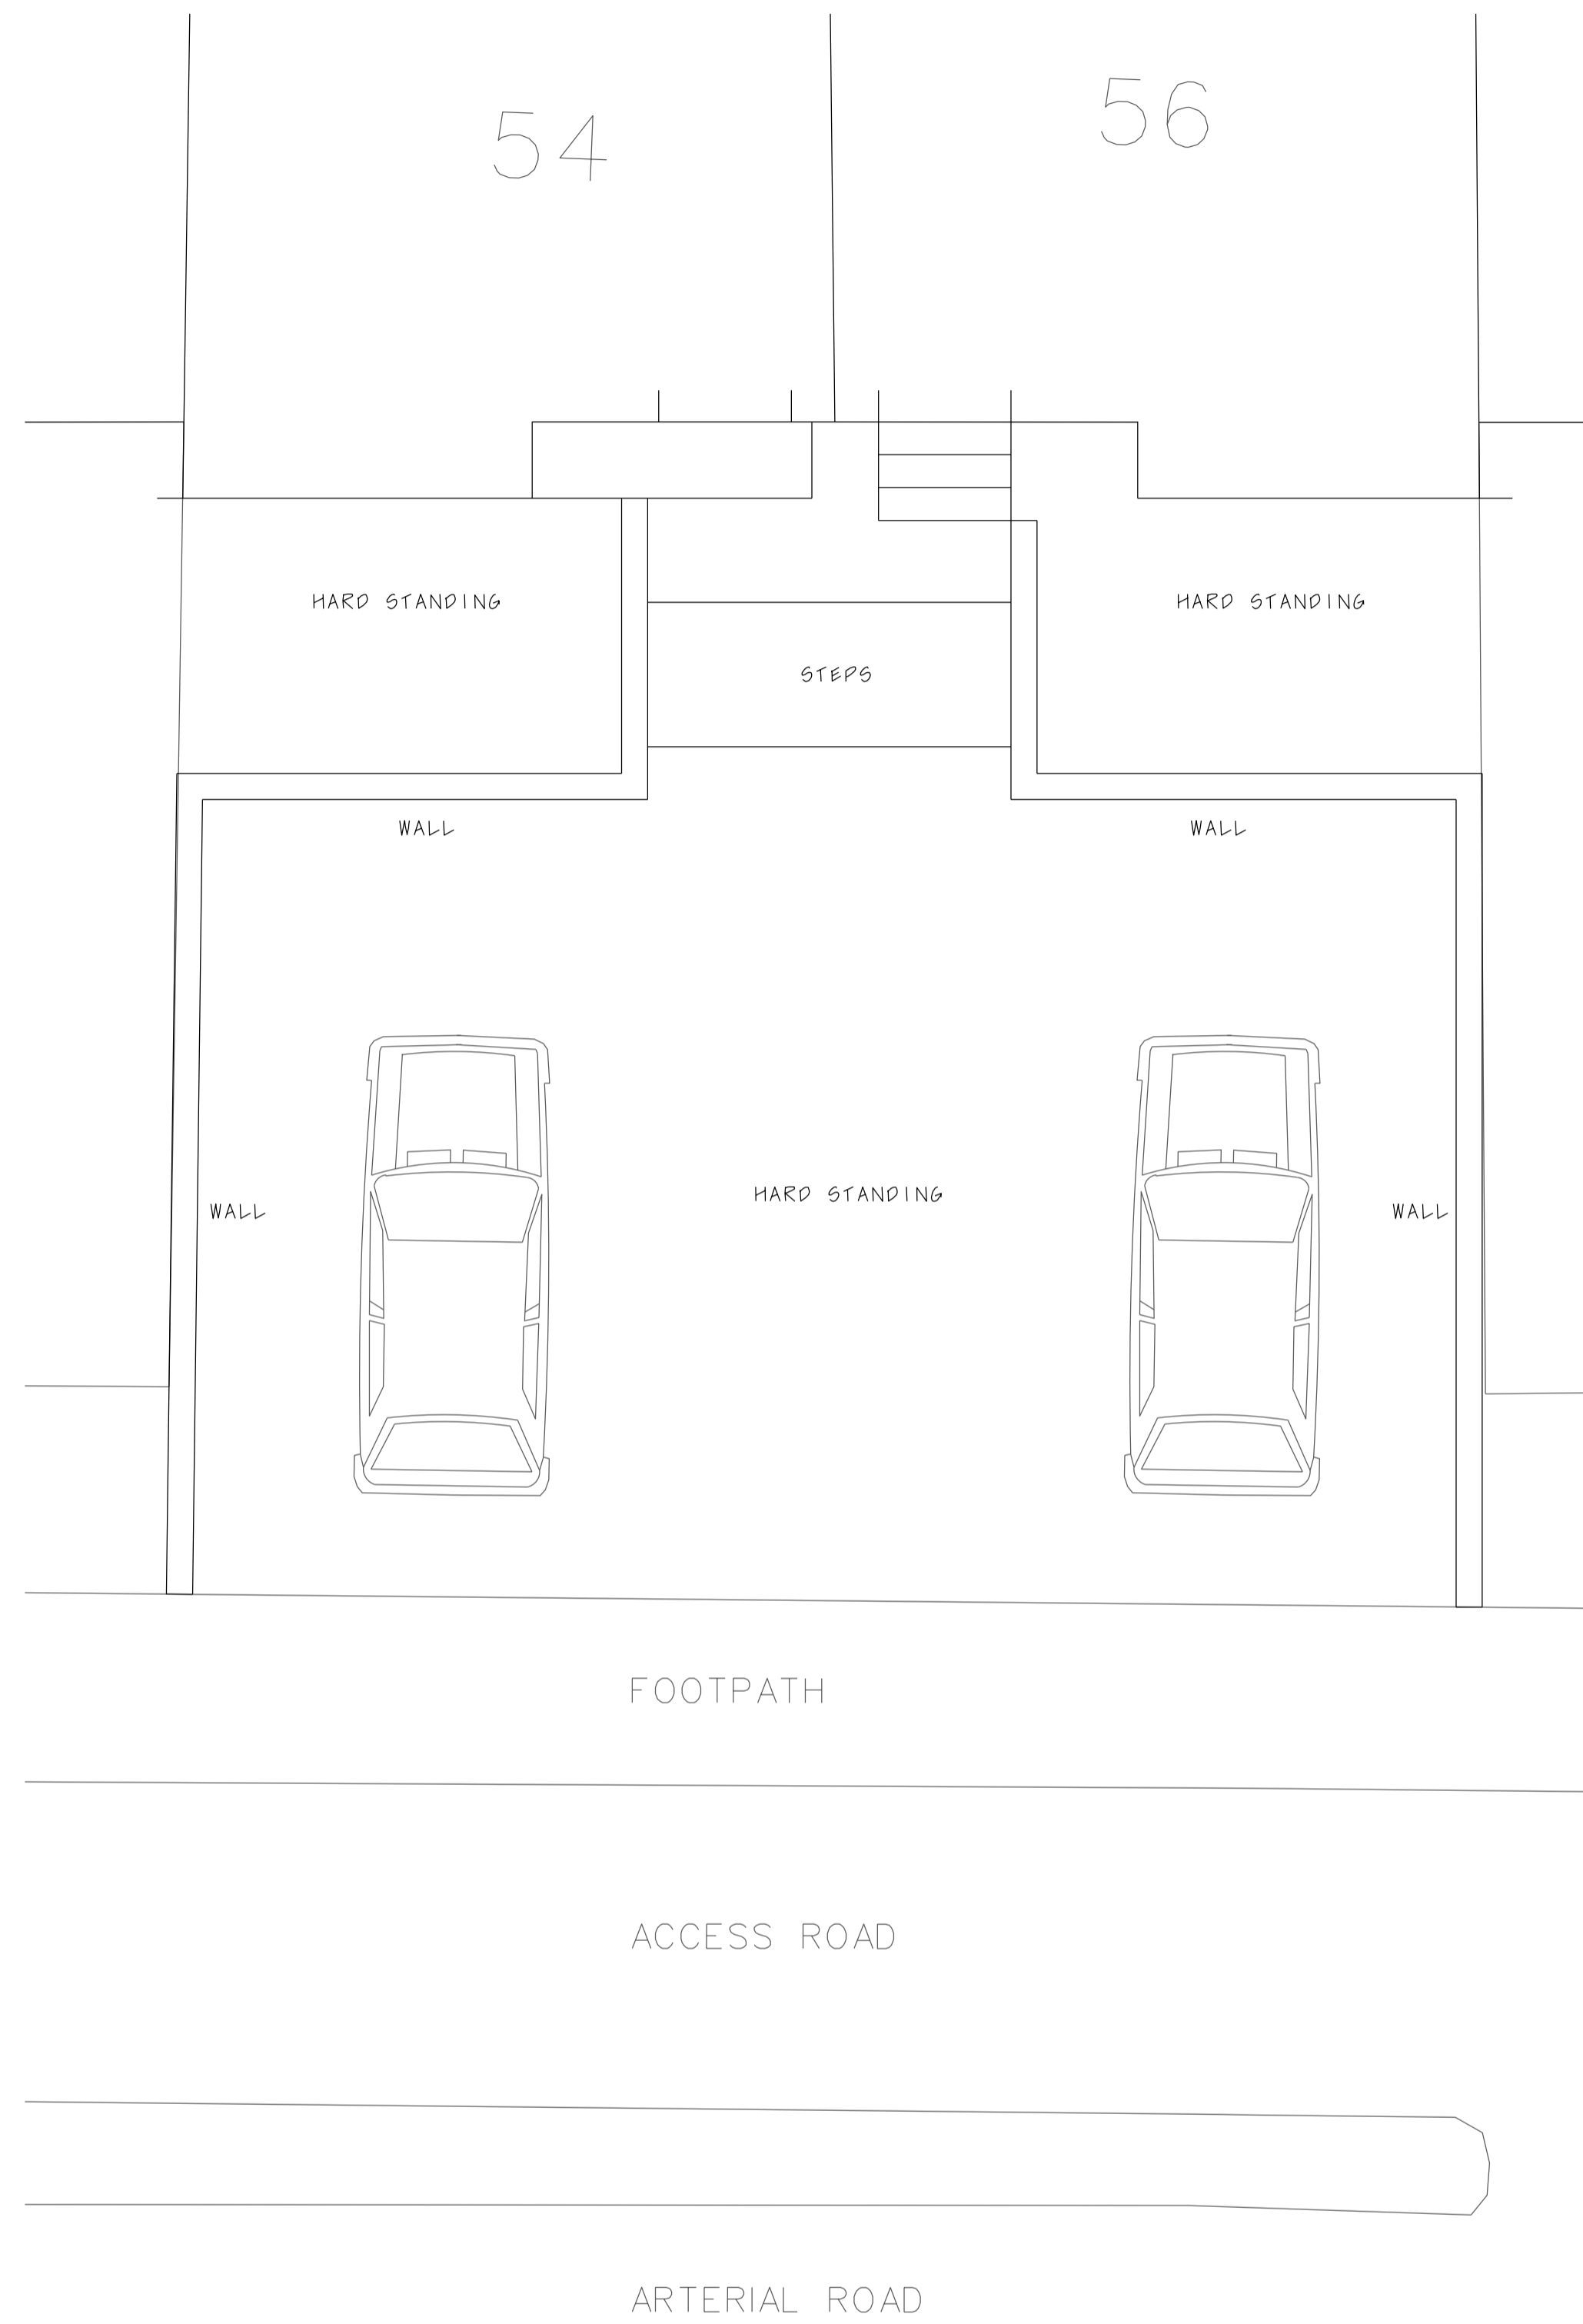 54
56
HARD STANDING
HARD STANDING
STEPS
WALL
WALL
HARD STANDING
WALL
WALL
FOOTPATH
ACCESS ROAD
ARTERIAL ROAD